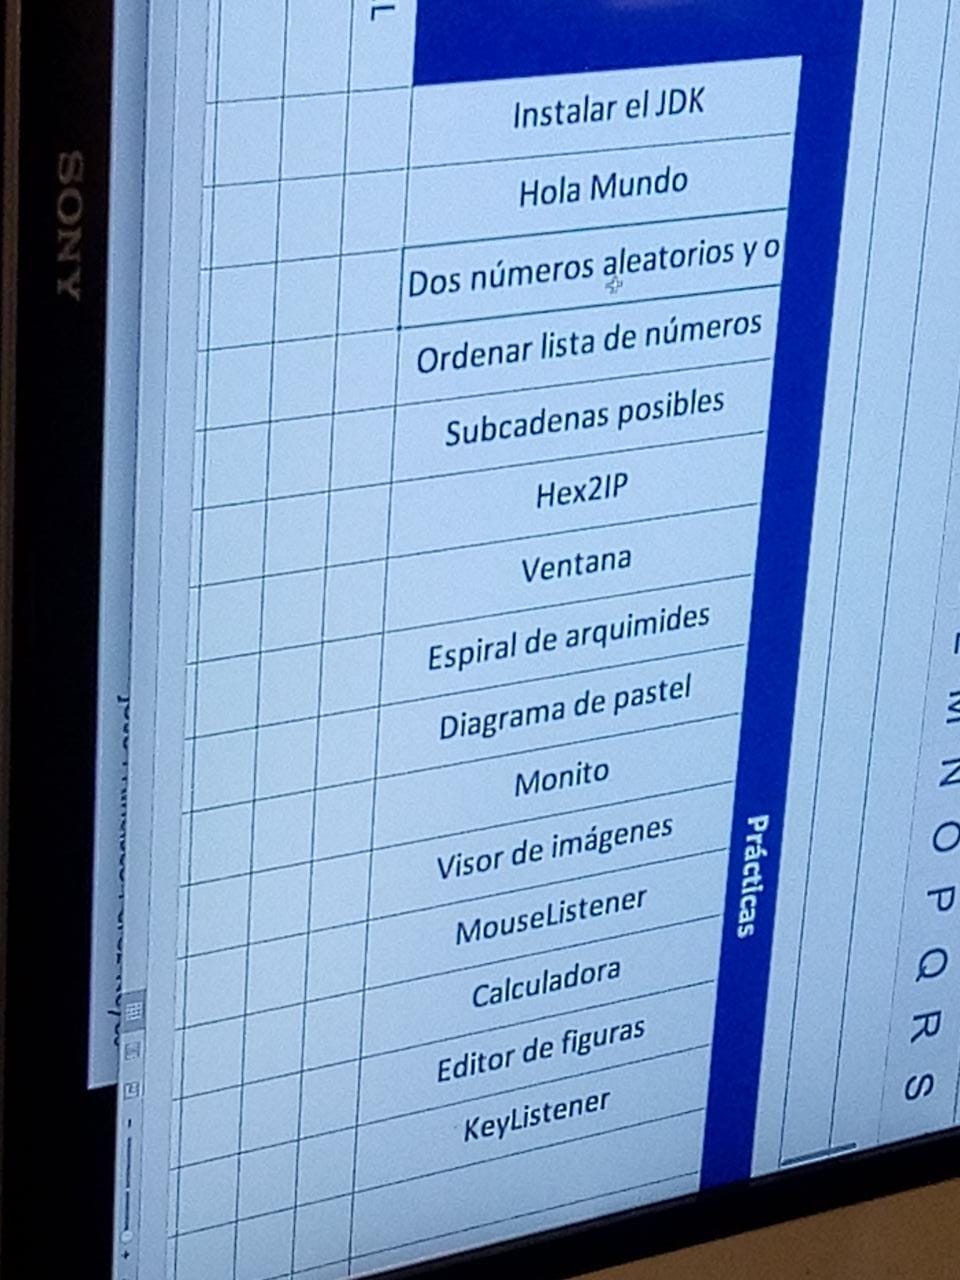 SONY
L
M
N
O
P
Q
R
S
Prácticas
Instalar el JDK
Hola Mundo
Dos números aleatorios y o
Ordenar lista de números
Subcadenas posibles
Hex2IP
Ventana
Espiral de arquimides
Diagrama de pastel
Monito
Visor de imágenes
MouseListener
Calculadora
Editor de figuras
KeyListener